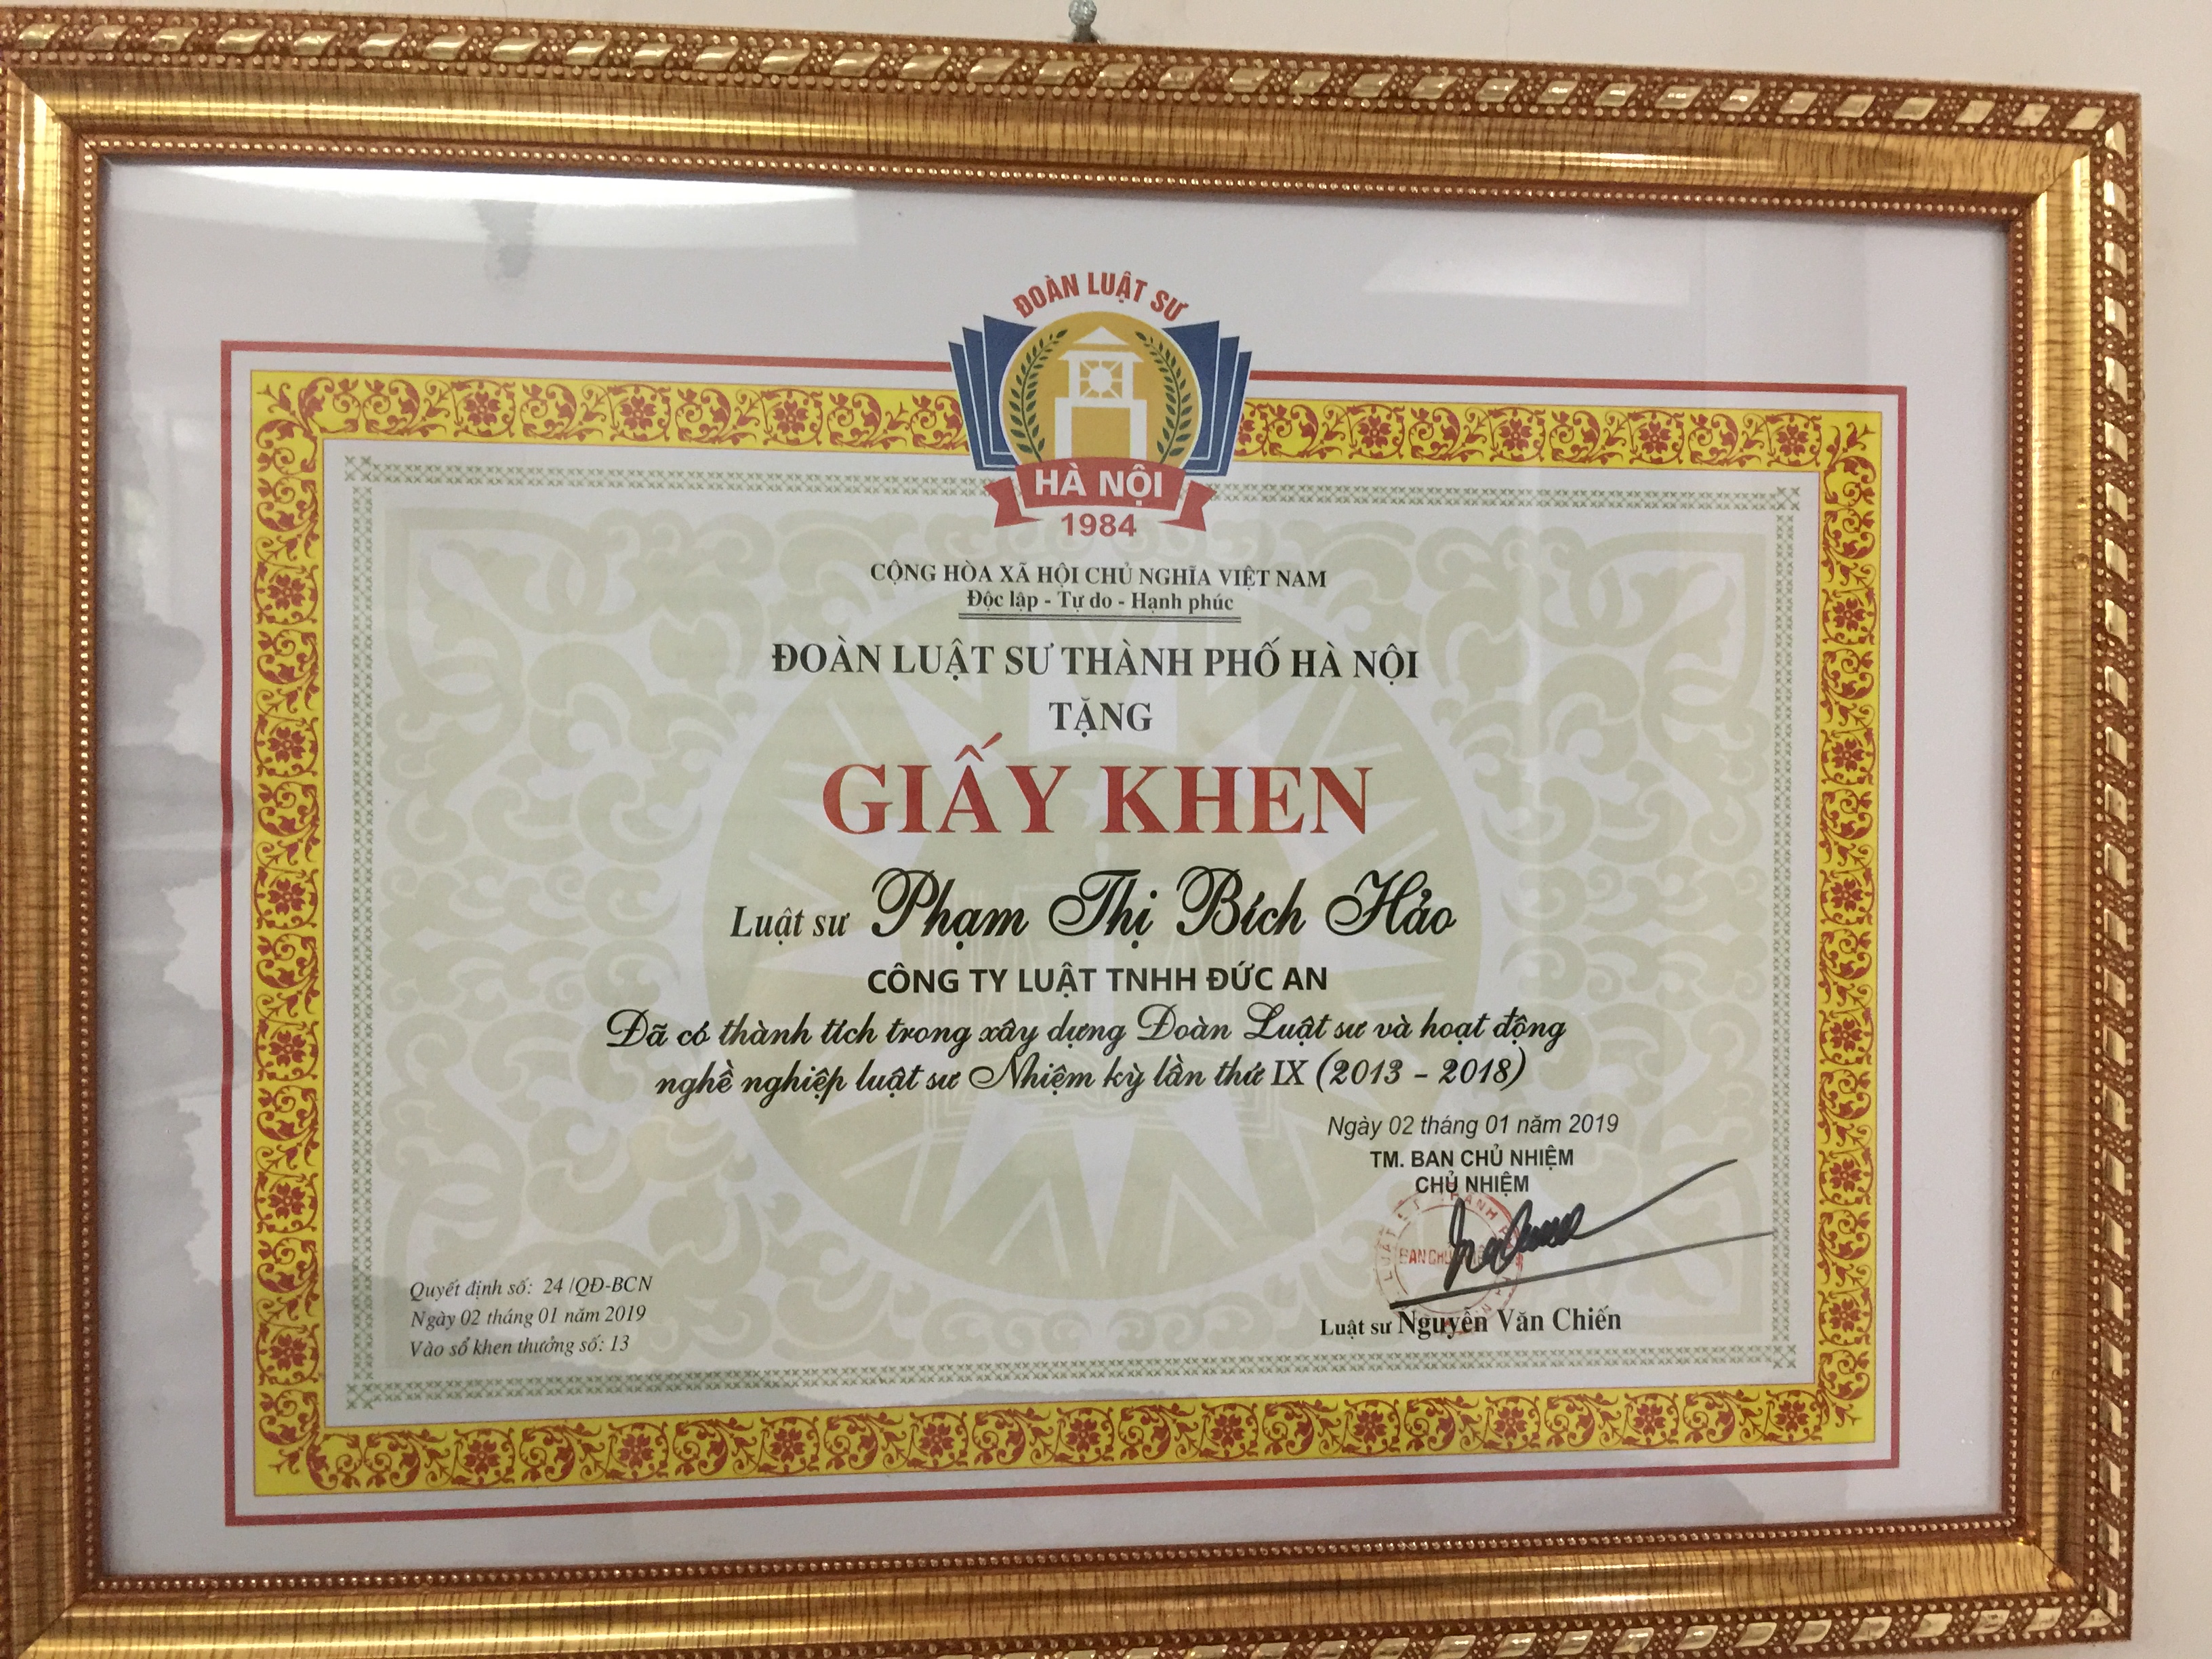 ĐOÀN LUẬT SƯ
HÀ NỘI
1984
CỘNG HÒA XÃ HỘI CHỦ NGHĨA VIỆT NAM
Độc lập - Tự do - Hạnh phúc
ĐOÀN LUẬT SƯ THÀNH PHỐ HÀ NỘI
TẶNG
GIẤY KHEN
Luật sư Phạm Thị Bích Hảo
CÔNG TY LUẬT TNHH ĐỨC AN
Đã có thành tích trong xây dựng Đoàn Luật sư và hoạt động
nghề nghiệp luật sư Nhiệm kỳ lần thứ IX (2013 - 2018)
Ngày 02 tháng 01 năm 2019
TM. BAN CHỦ NHIỆM
CHỦ NHIỆM
Luật sư Nguyễn Văn Chiến
Quyết định số: 24 /QĐ-BCN
Ngày 02 tháng 01 năm 2019
Vào sổ khen thưởng số: 13